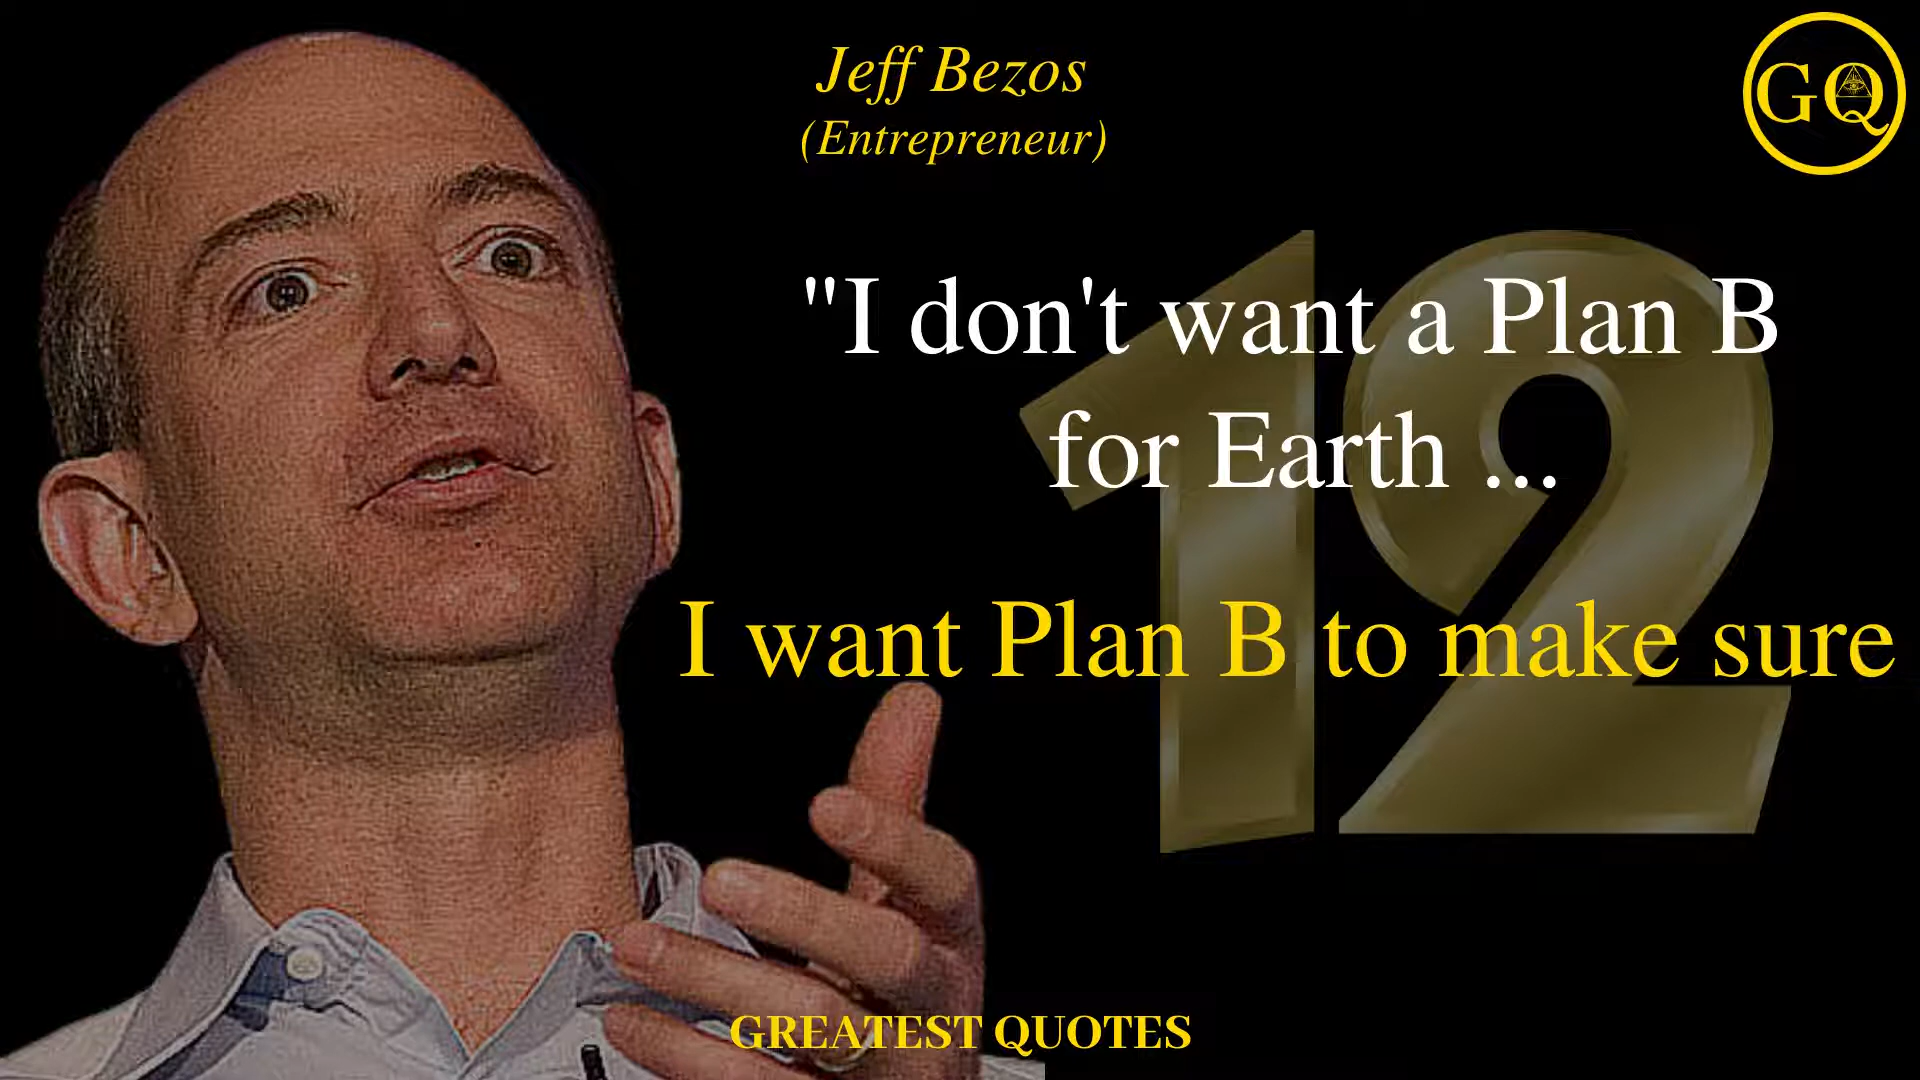 Jeff Bezos
(Entrepreneur)
GQ
"I don't want a Plan B
for Earth ...
12
I want Plan B to make sure
GREATEST QUOTES